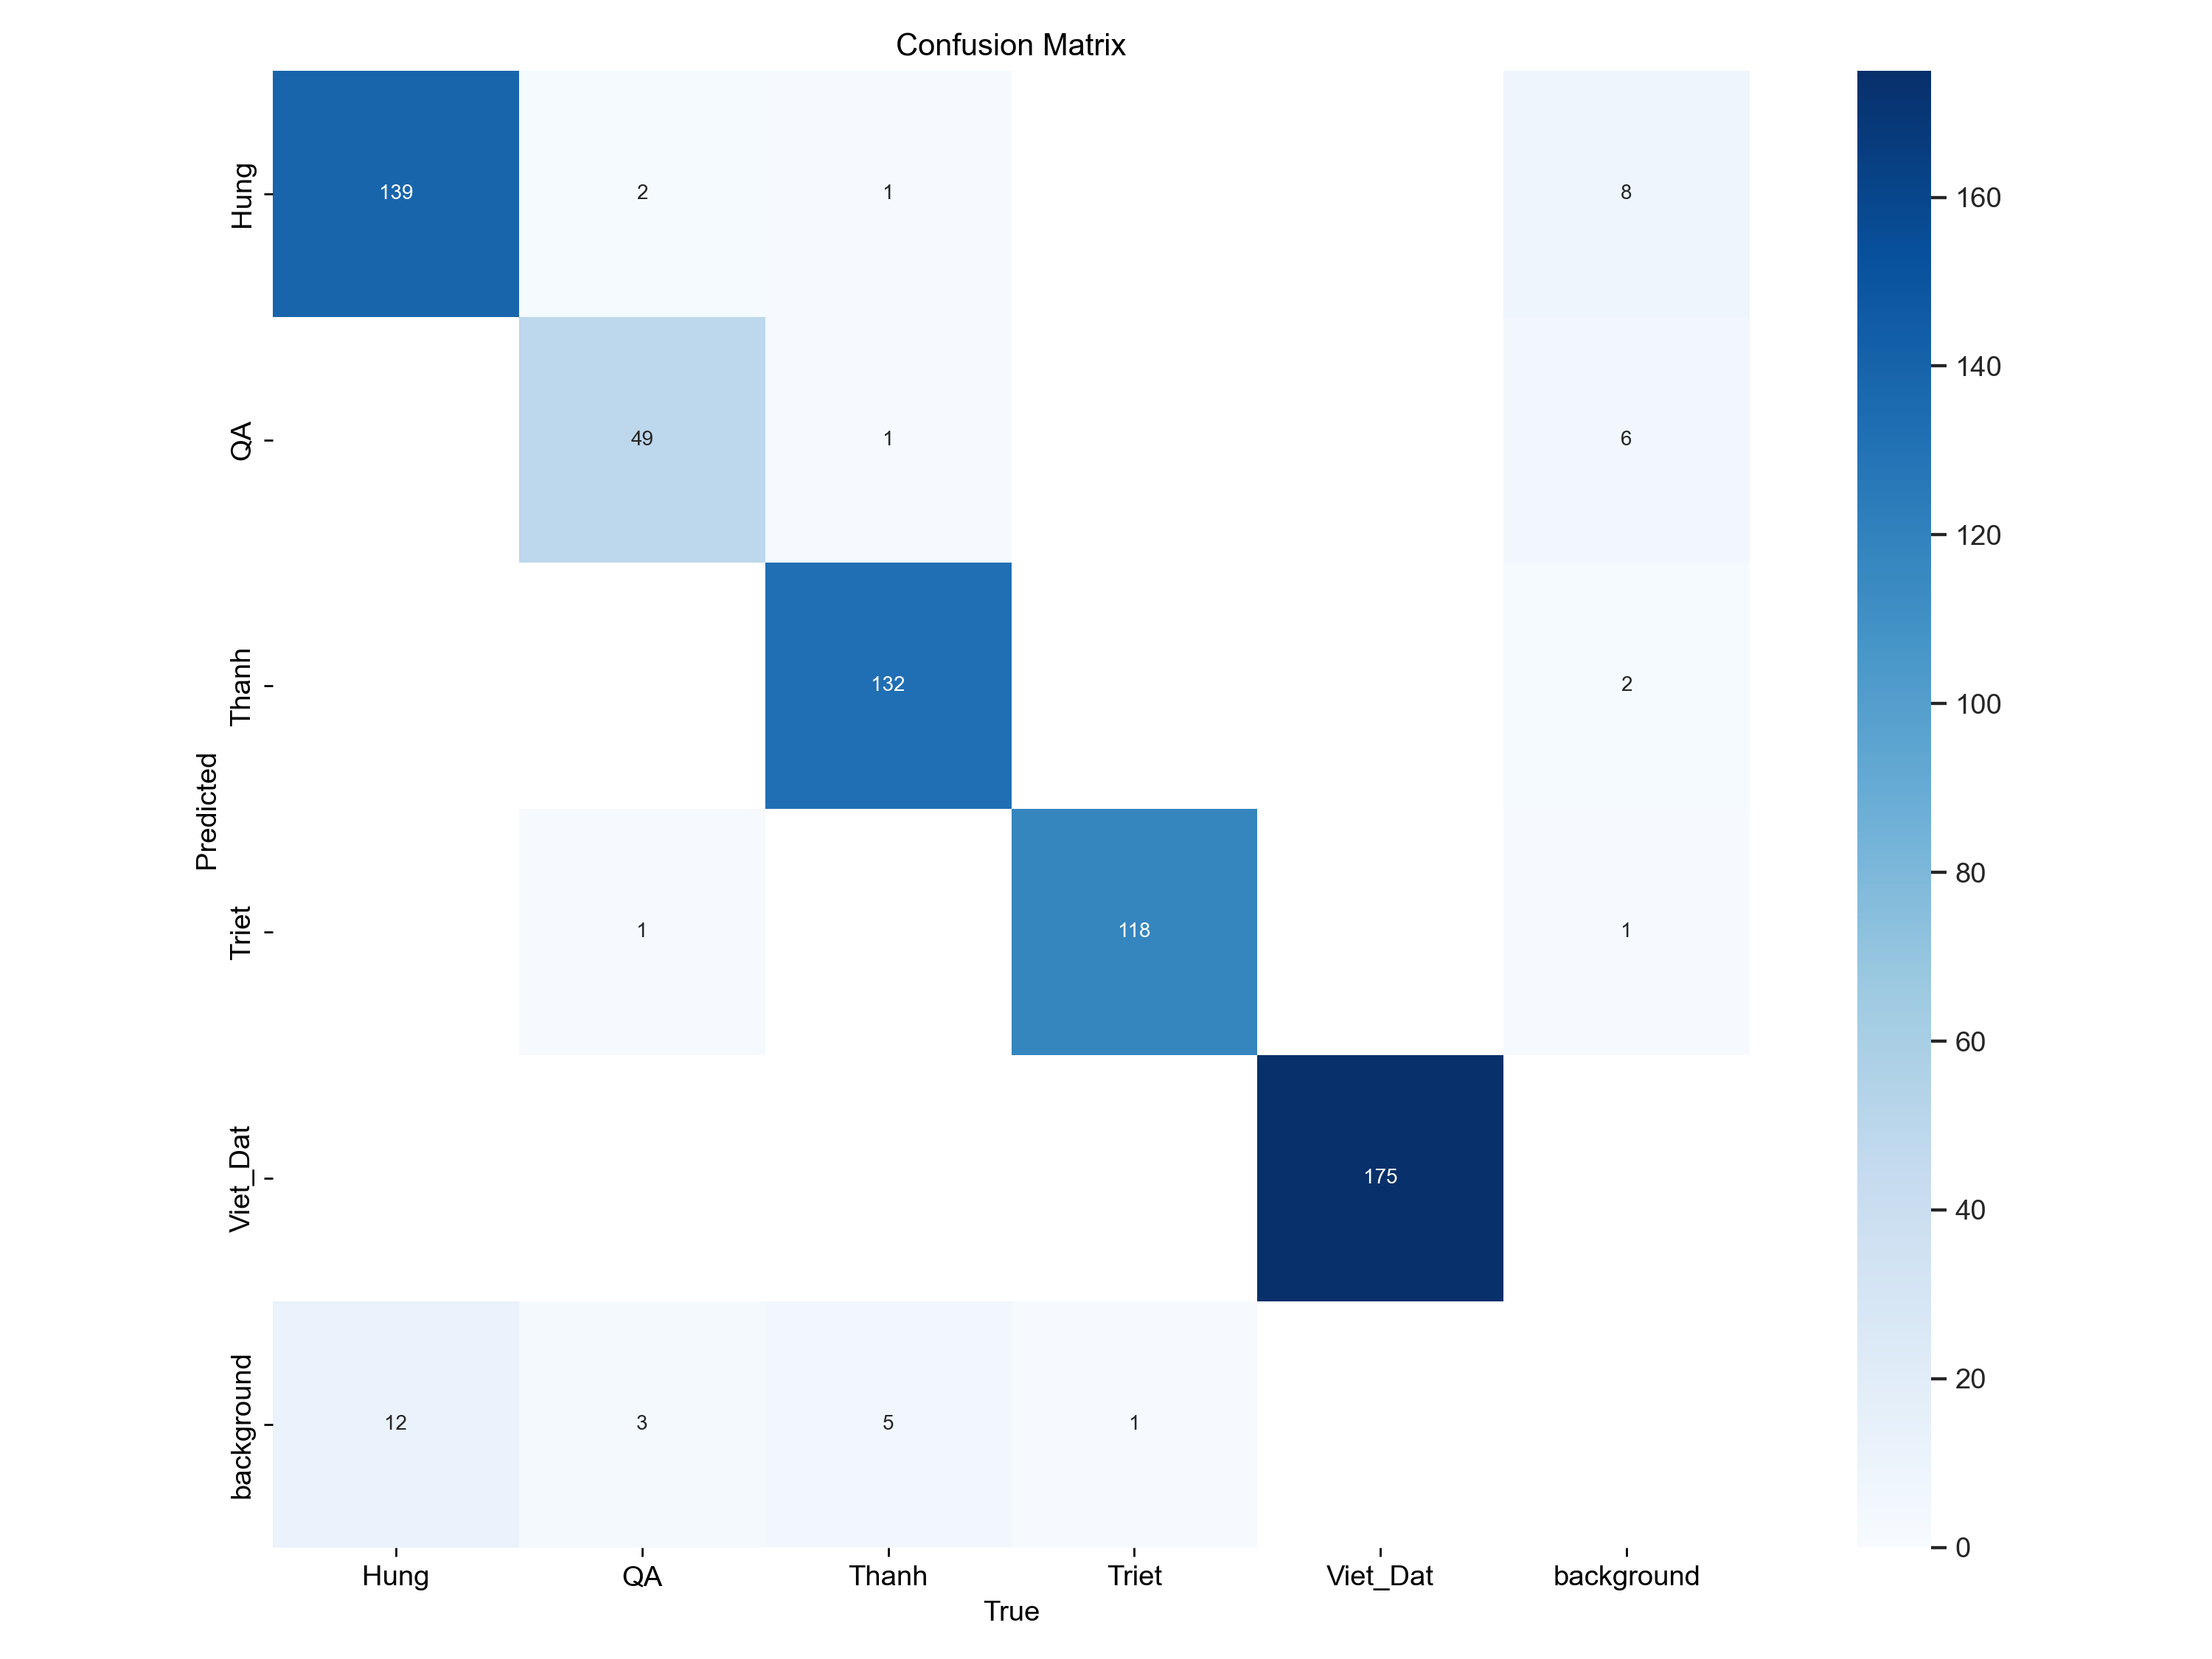 Confusion Matrix
Hung 139 2 1 8
QA 49 1 6
Thanh 132 2
Triet 1 118 1
Viet_Dat 175
background 12 3 5 1
Hung QA Thanh Triet Viet_Dat background
True
Predicted
160
140
120
100
80
60
40
20
0